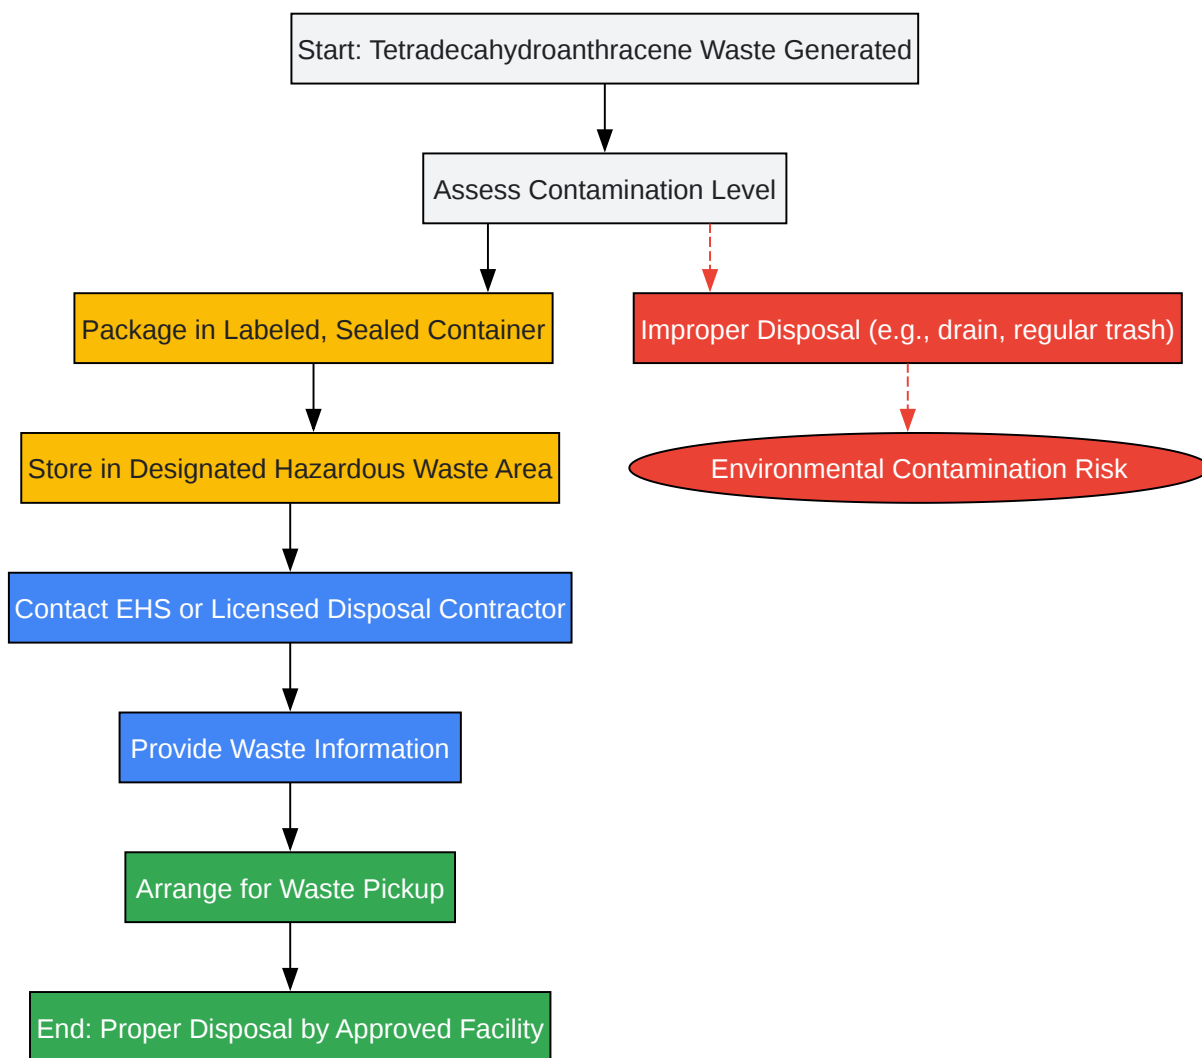 Start: Tetradecahydroanthracene Waste Generated
Assess Contamination Level
Package in Labeled, Sealed Container
Improper Disposal (e.g., drain, regular trash)
Store in Designated Hazardous Waste Area
Environmental Contamination Risk
Contact EHS or Licensed Disposal Contractor
Provide Waste Information
Arrange for Waste Pickup
End: Proper Disposal by Approved Facility